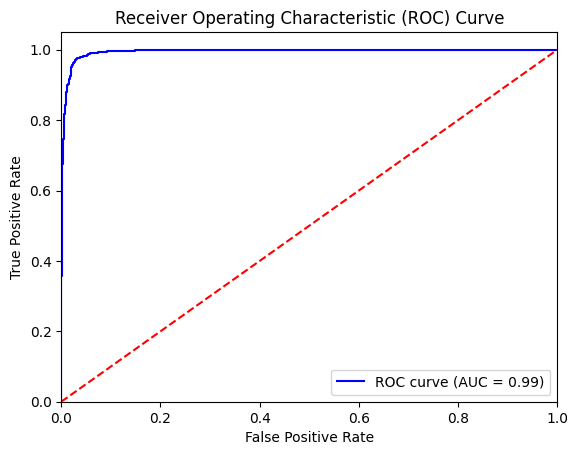 Receiver Operating Characteristic (ROC) Curve
1.0
0.8
0.6
0.4
0.2
0.0
True Positive Rate
ROC curve (AUC = 0.99)
0.0 0.2 0.4 0.6 0.8 1.0
False Positive Rate